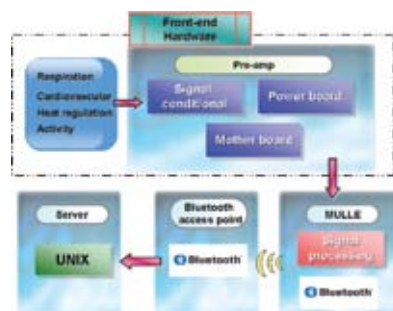 Front-end
Hardware
Respiration
Cardiovascular
Heat regulation
Activity
Pre-amp
Signal
conditional
Power board
Mother board
Server
UNIX
Bluetooth
access point
Bluetooth
MULLE
Signal
processing
Bluetooth